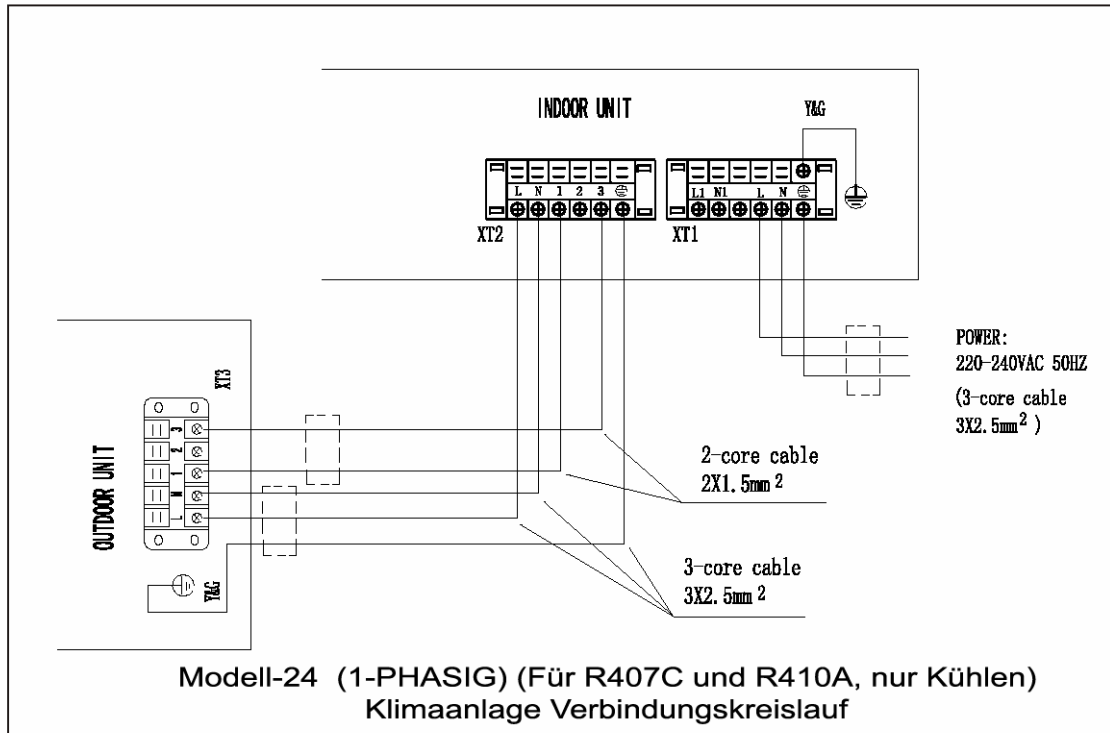 INDOOR UNIT
Y&G
L N 1 2 3
L1 N1 L N
XT2
XT1
POWER:
220-240VAC 50HZ
(3-core cable
3X2.5mm²)
XT3
OUTDOOR UNIT
3
2
1
N
L
Y&G
2-core cable
2X1.5mm²
3-core cable
3X2.5mm²
Modell-24 (1-PHASIG) (Für R407C und R410A, nur Kühlen)
Klimaanlage Verbindungskreislauf